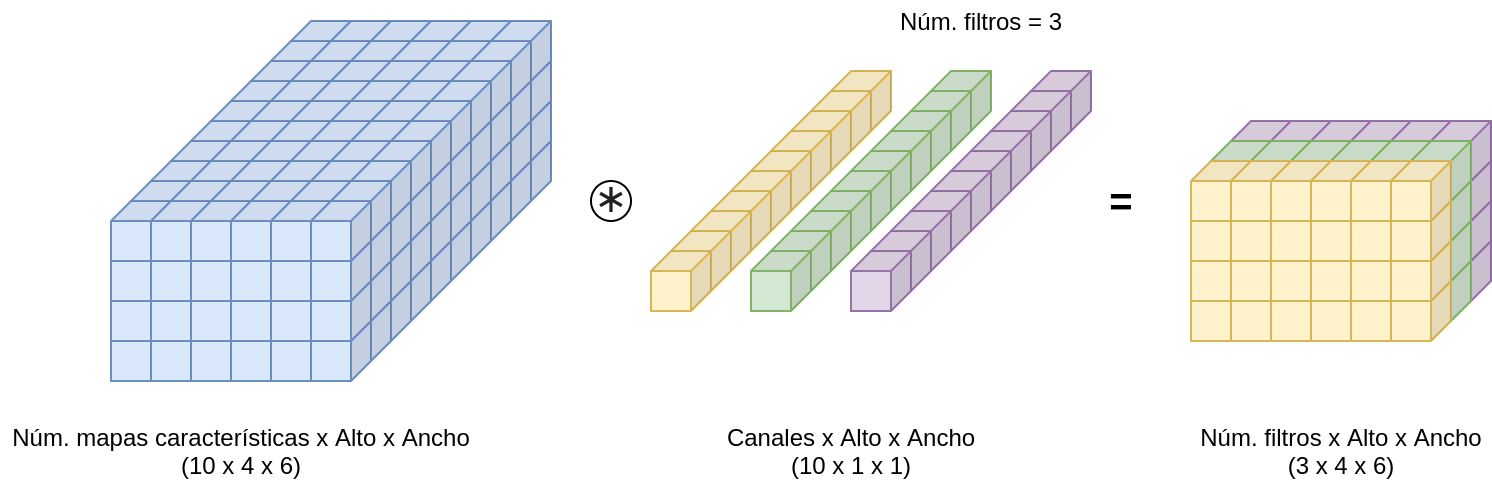 Núm. filtros = 3
=
Núm. mapas características x Alto x Ancho
(10 x 4 x 6)
Canales x Alto x Ancho
(10 x 1 x 1)
Núm. filtros x Alto x Ancho
(3 x 4 x 6)